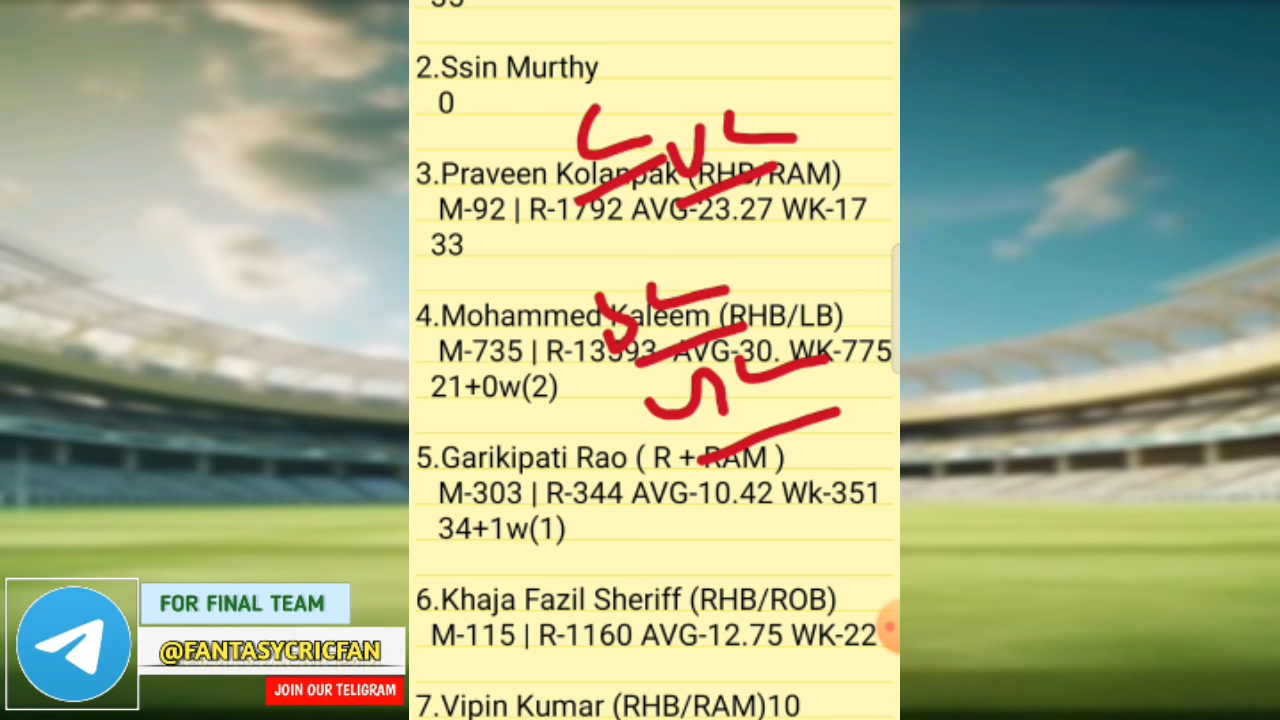 2.Ssin Murthy
0
3.Praveen Kolanpak (RHB/RAM)
M-92 | R-1792 AVG-23.27 WK-17
33
4.Mohammed Kaleem (RHB/LB)
M-735 | R-13593 AVG-30. WK-775
21+0w(2)
5.Garikipati Rao ( R + RAM )
M-303 | R-344 AVG-10.42 Wk-351
34+1w(1)
6.Khaja Fazil Sheriff (RHB/ROB)
M-115 | R-1160 AVG-12.75 WK-22
7.Vipin Kumar (RHB/RAM)10
FOR FINAL TEAM
@FANTASYCRICFAN
JOIN OUR TELIGRAM